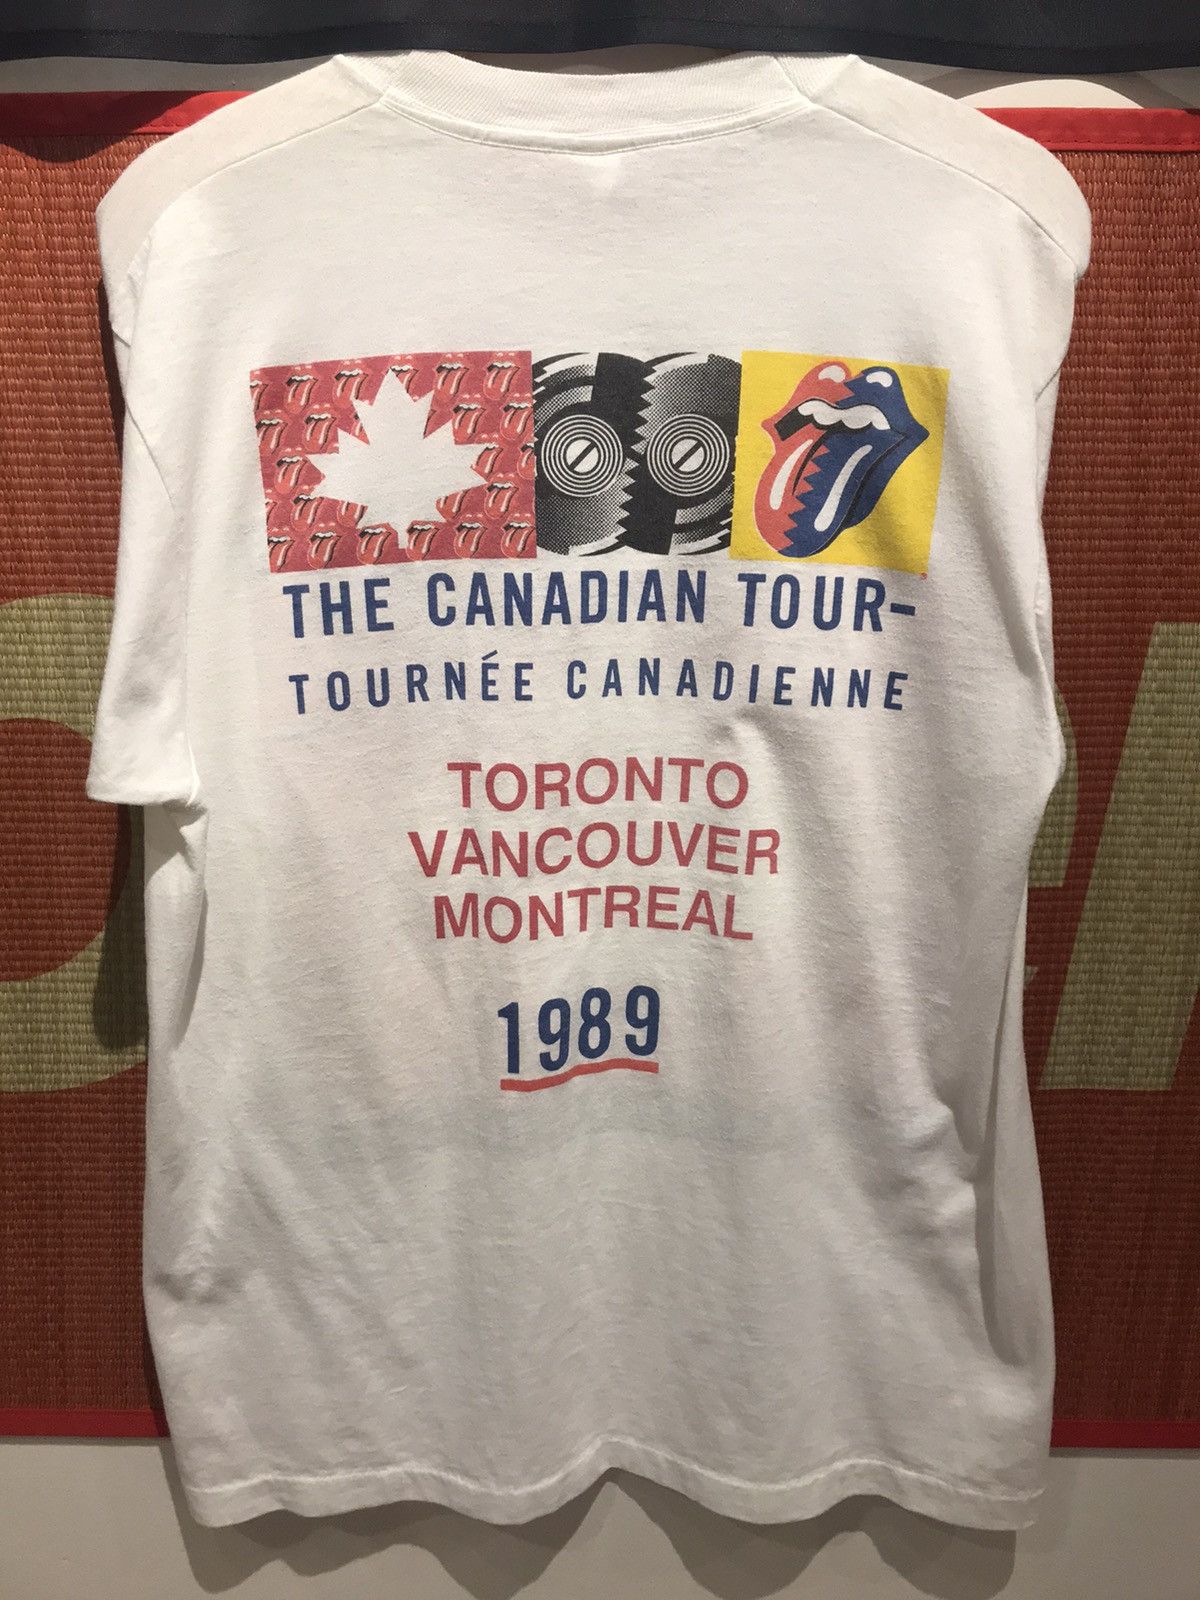 THE CANADIAN TOUR-
TOURNÉE CANADIENNE
TORONTO
VANCOUVER
MONTREAL
1989